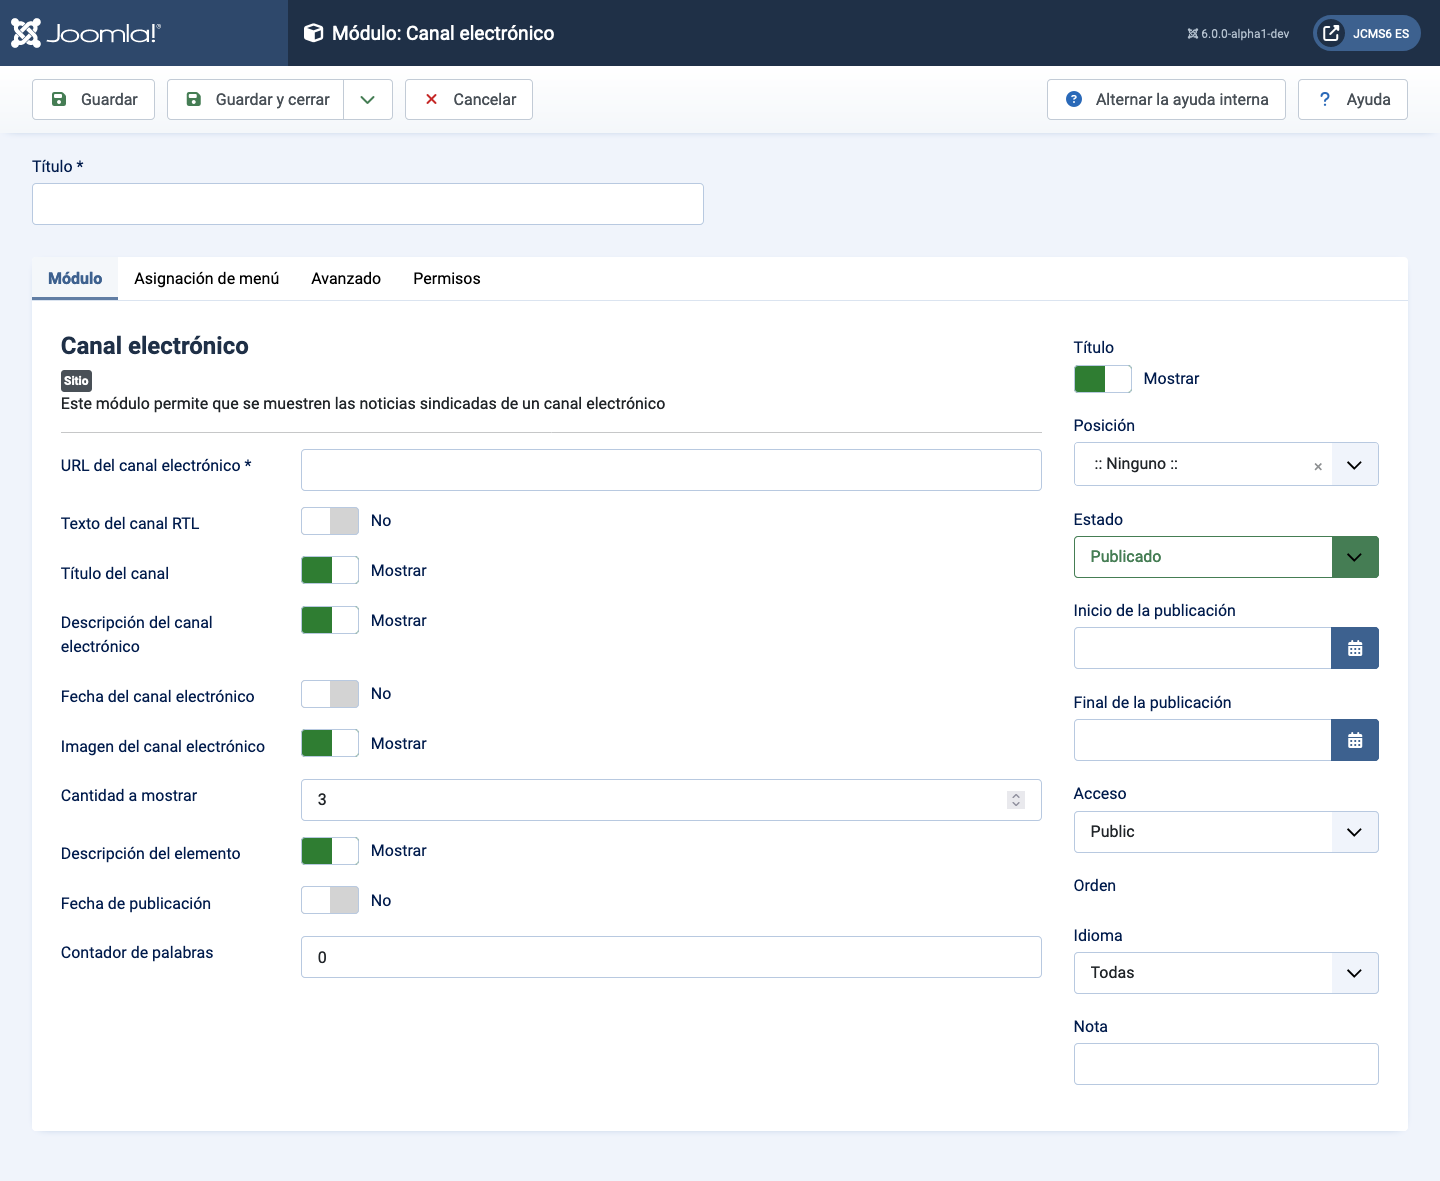 Joomla!®
Módulo: Canal electrónico
6.0.0-alpha1-dev
JCMS6 ES
Guardar
Guardar y cerrar
Cancelar
Alternar la ayuda interna
Ayuda
Título *
Módulo
Asignación de menú
Avanzado
Permisos
Canal electrónico
Sitio
Este módulo permite que se muestren las noticias sindicadas de un canal electrónico
URL del canal electrónico *
Texto del canal RTL
No
Título del canal
Mostrar
Descripción del canal
electrónico
Mostrar
Fecha del canal electrónico
No
Imagen del canal electrónico
Mostrar
Cantidad a mostrar
3
Descripción del elemento
Mostrar
Fecha de publicación
No
Contador de palabras
0
Título
Mostrar
Posición
:: Ninguno ::
Estado
Publicado
Inicio de la publicación
Final de la publicación
Acceso
Public
Orden
Idioma
Todas
Nota